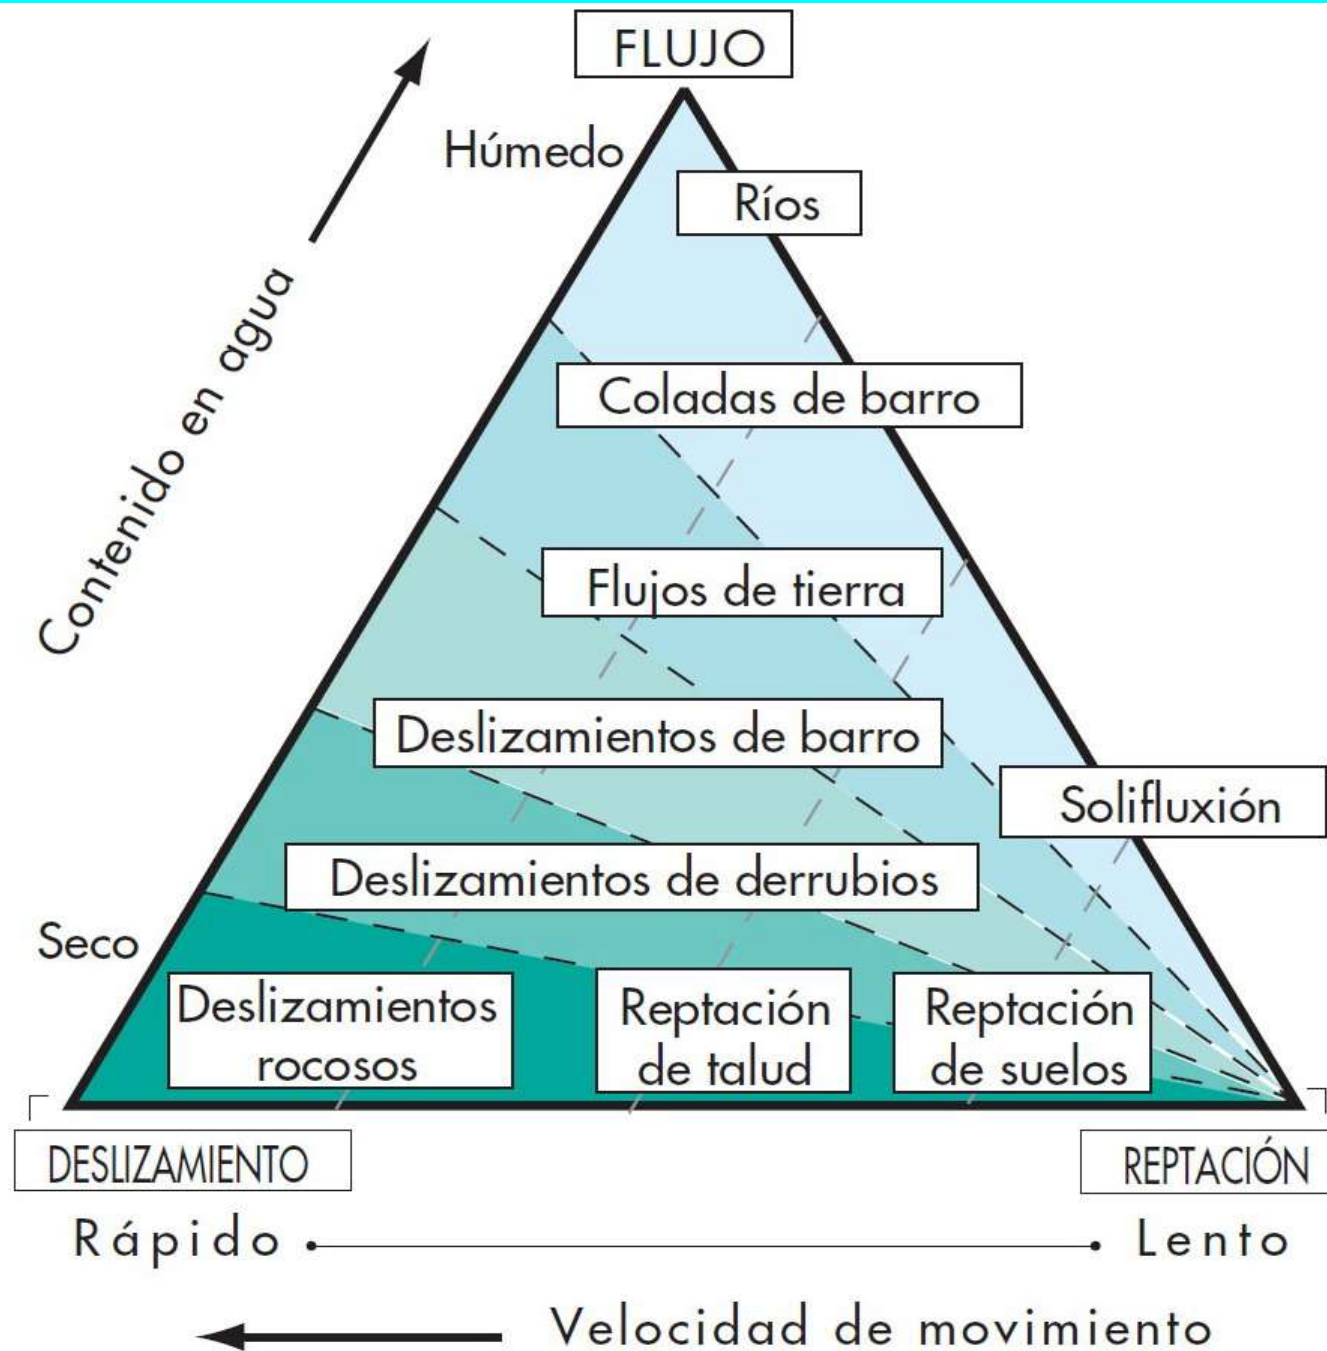 FLUJO
Húmedo
Ríos
Contenido en agua
Coladas de barro
Flujos de tierra
Deslizamientos de barro
Solifluxión
Deslizamientos de derrubios
Seco
Deslizamientos
rocosos
Reptación
de talud
Reptación
de suelos
DESLIZAMIENTO
REPTACIÓN
Rápido
Lento
Velocidad de movimiento